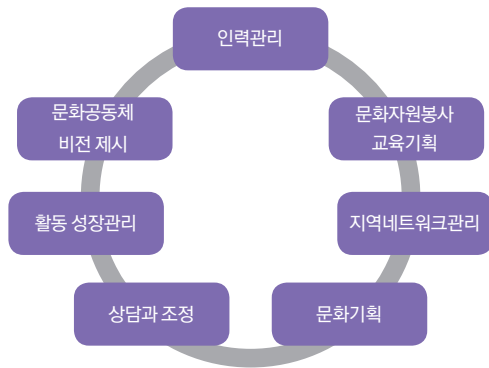 인력관리
문화공동체
비전 제시
문화자원봉사
교육기획
활동 성장관리
지역네트워크관리
상담과 조정
문화기획